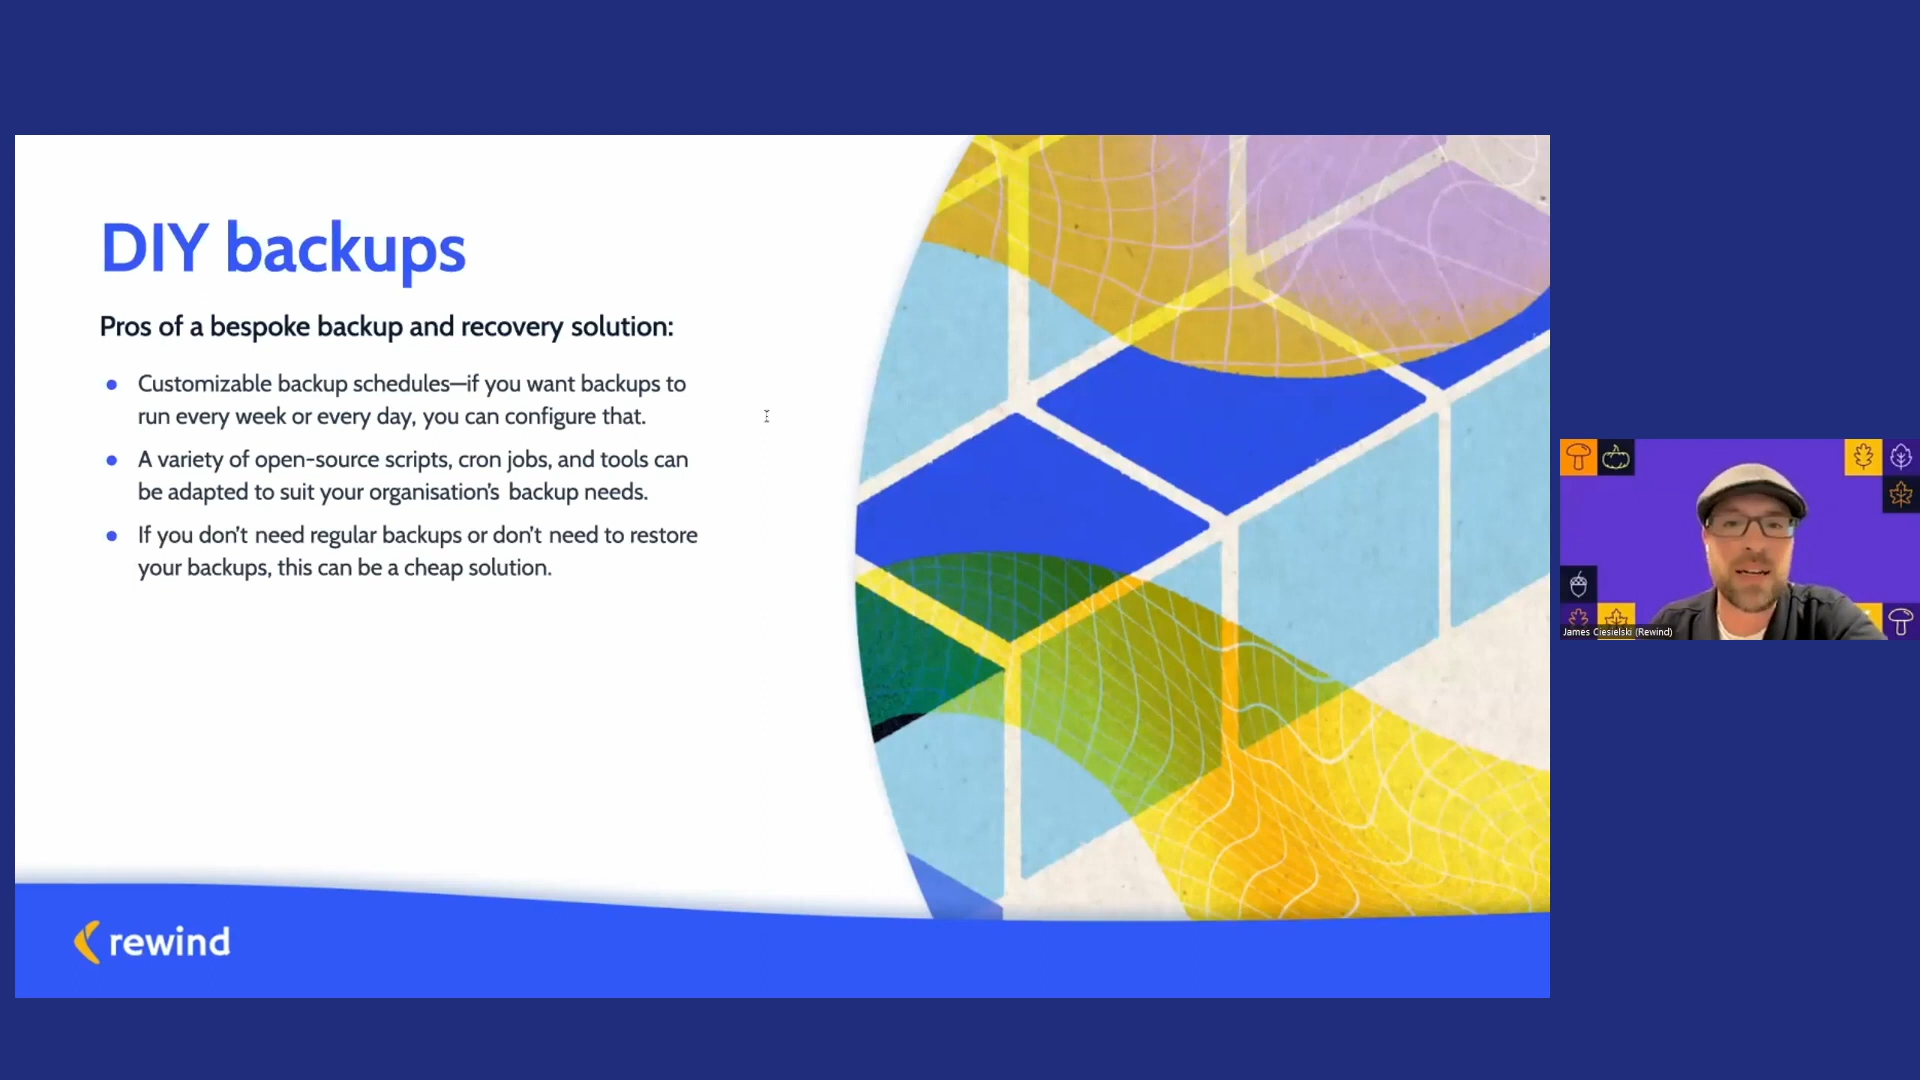 DIY backups
Pros of a bespoke backup and recovery solution:
Customizable backup schedules—if you want backups to
run every week or every day, you can configure that.
A variety of open-source scripts, cron jobs, and tools can
be adapted to suit your organisation's backup needs.
If you don't need regular backups or don't need to restore
your backups, this can be a cheap solution.
rewind
James Ciesielski (Rewind)